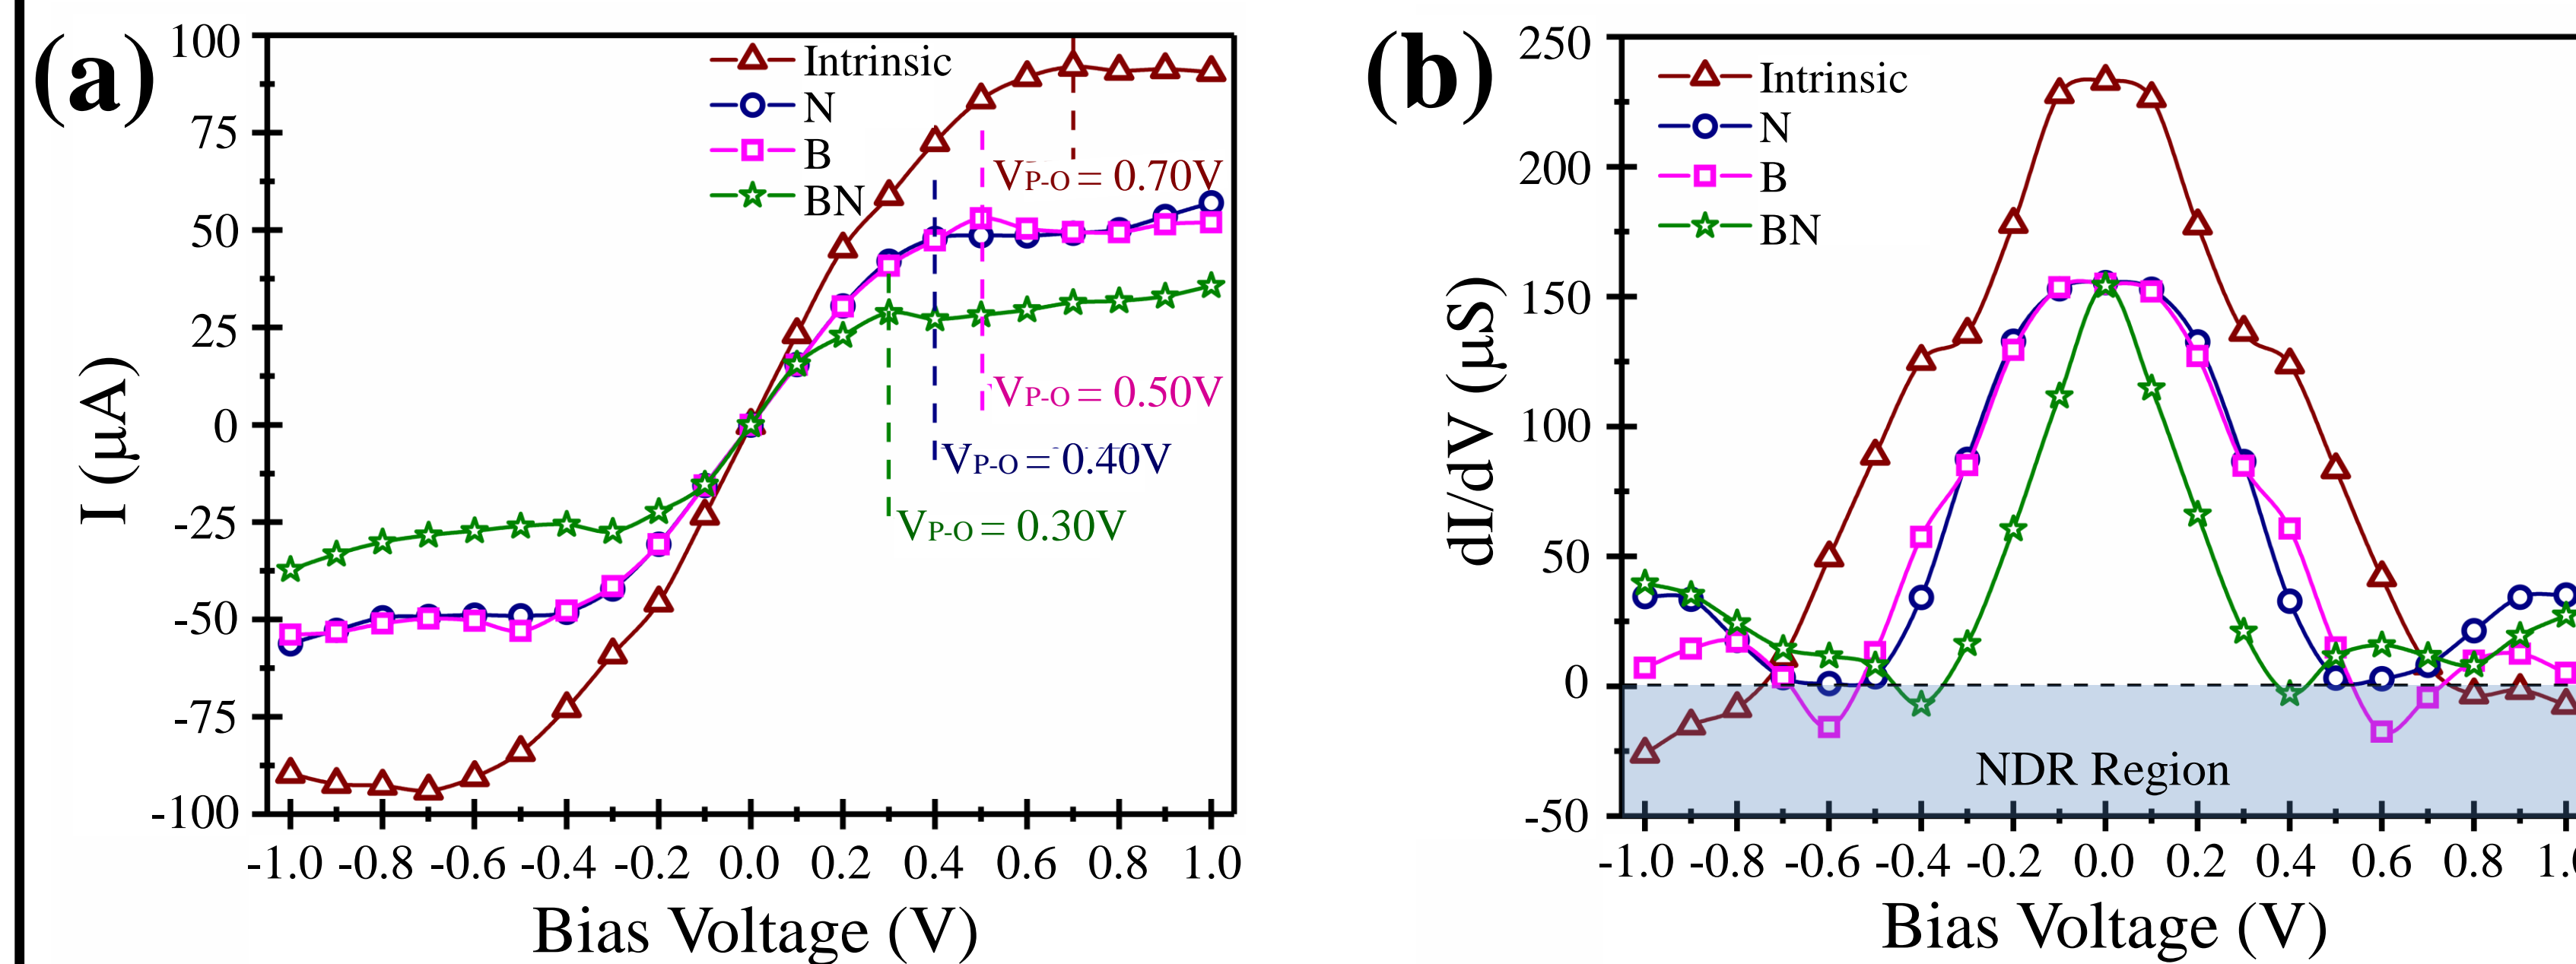 (a)
100
75
50
25
0
-25
-50
-75
-100
I (μA)
Intrinsic
N
B
BN
VP-O = 0.70V
VP-O = 0.50V
VP-O = 0.40V
VP-O = 0.30V
-1.0 -0.8 -0.6 -0.4 -0.2 0.0 0.2 0.4 0.6 0.8 1.0
Bias Voltage (V)
(b)
250
200
150
100
50
0
-50
dI/dV (μS)
Intrinsic
N
B
BN
NDR Region
-1.0 -0.8 -0.6 -0.4 -0.2 0.0 0.2 0.4 0.6 0.8
Bias Voltage (V)